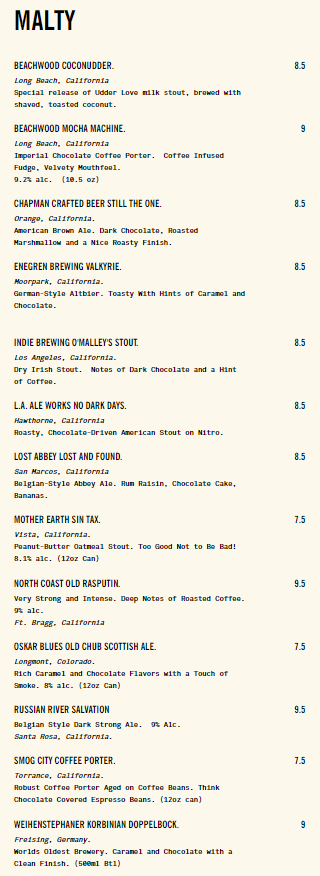 MALTY
BEACHWOOD COCONUDDER. 8.5
Long Beach, California
Special release of Udder Love milk stout, brewed with
shaved, toasted coconut.
BEACHWOOD MOCHA MACHINE. 9
Long Beach, California
Imperial Chocolate Coffee Porter. Coffee Infused
Fudge, Velvety Mouthfeel.
9.2% alc. (10.5 oz)
CHAPMAN CRAFTED BEER STILL THE ONE. 8.5
Orange, California.
American Brown Ale. Dark Chocolate, Roasted
Marshmallow and a Nice Roasty Finish.
ENEGREN BREWING VALKYRIE. 8.5
Moorpark, California.
German-Style Altbier. Toasty With Hints of Caramel and
Chocolate.
INDIE BREWING O'MALLEY'S STOUT. 8.5
Los Angeles, California.
Dry Irish Stout. Notes of Dark Chocolate and a Hint
of Coffee.
L.A. ALE WORKS NO DARK DAYS. 8.5
Hawthorne, California
Roasty, Chocolate-Driven American Stout on Nitro.
LOST ABBEY LOST AND FOUND. 8.5
San Marcos, California
Belgian-Style Abbey Ale. Rum Raisin, Chocolate Cake,
Bananas.
MOTHER EARTH SIN TAX. 7.5
Vista, California.
Peanut-Butter Oatmeal Stout. Too Good Not to Be Bad!
8.1% alc. (12oz Can)
NORTH COAST OLD RASPUTIN. 9.5
Very Strong and Intense. Deep Notes of Roasted Coffee.
9% alc.
Ft. Bragg, California
OSKAR BLUES OLD CHUB SCOTTISH ALE. 7.5
Longmont, Colorado.
Rich Caramel and Chocolate Flavors with a Touch of
Smoke. 8% alc. (12oz Can)
RUSSIAN RIVER SALVATION 9.5
Belgian Style Dark Strong Ale. 9% Alc.
Santa Rosa, California.
SMOG CITY COFFEE PORTER. 7.5
Torrance, California.
Robust Coffee Porter Aged on Coffee Beans. Think
Chocolate Covered Espresso Beans. (12oz can)
WEIHENSTEPHANER KORBINIAN DOPPELBOCK. 9
Freising, Germany.
Worlds Oldest Brewery. Caramel and Chocolate with a
Clean Finish. (500ml Btl)